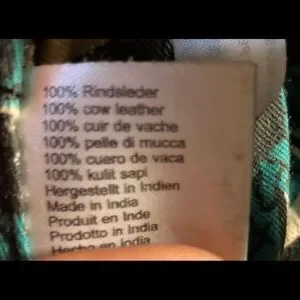 100% Rindsleder
100% cow leather
100% cuir de vache
100% pelle di mucca
100% cuero de vaca
100% kulit sapi
Hergestellt in Indien
Made in India
Produit en Inde
Prodotto in India
Hecho en India